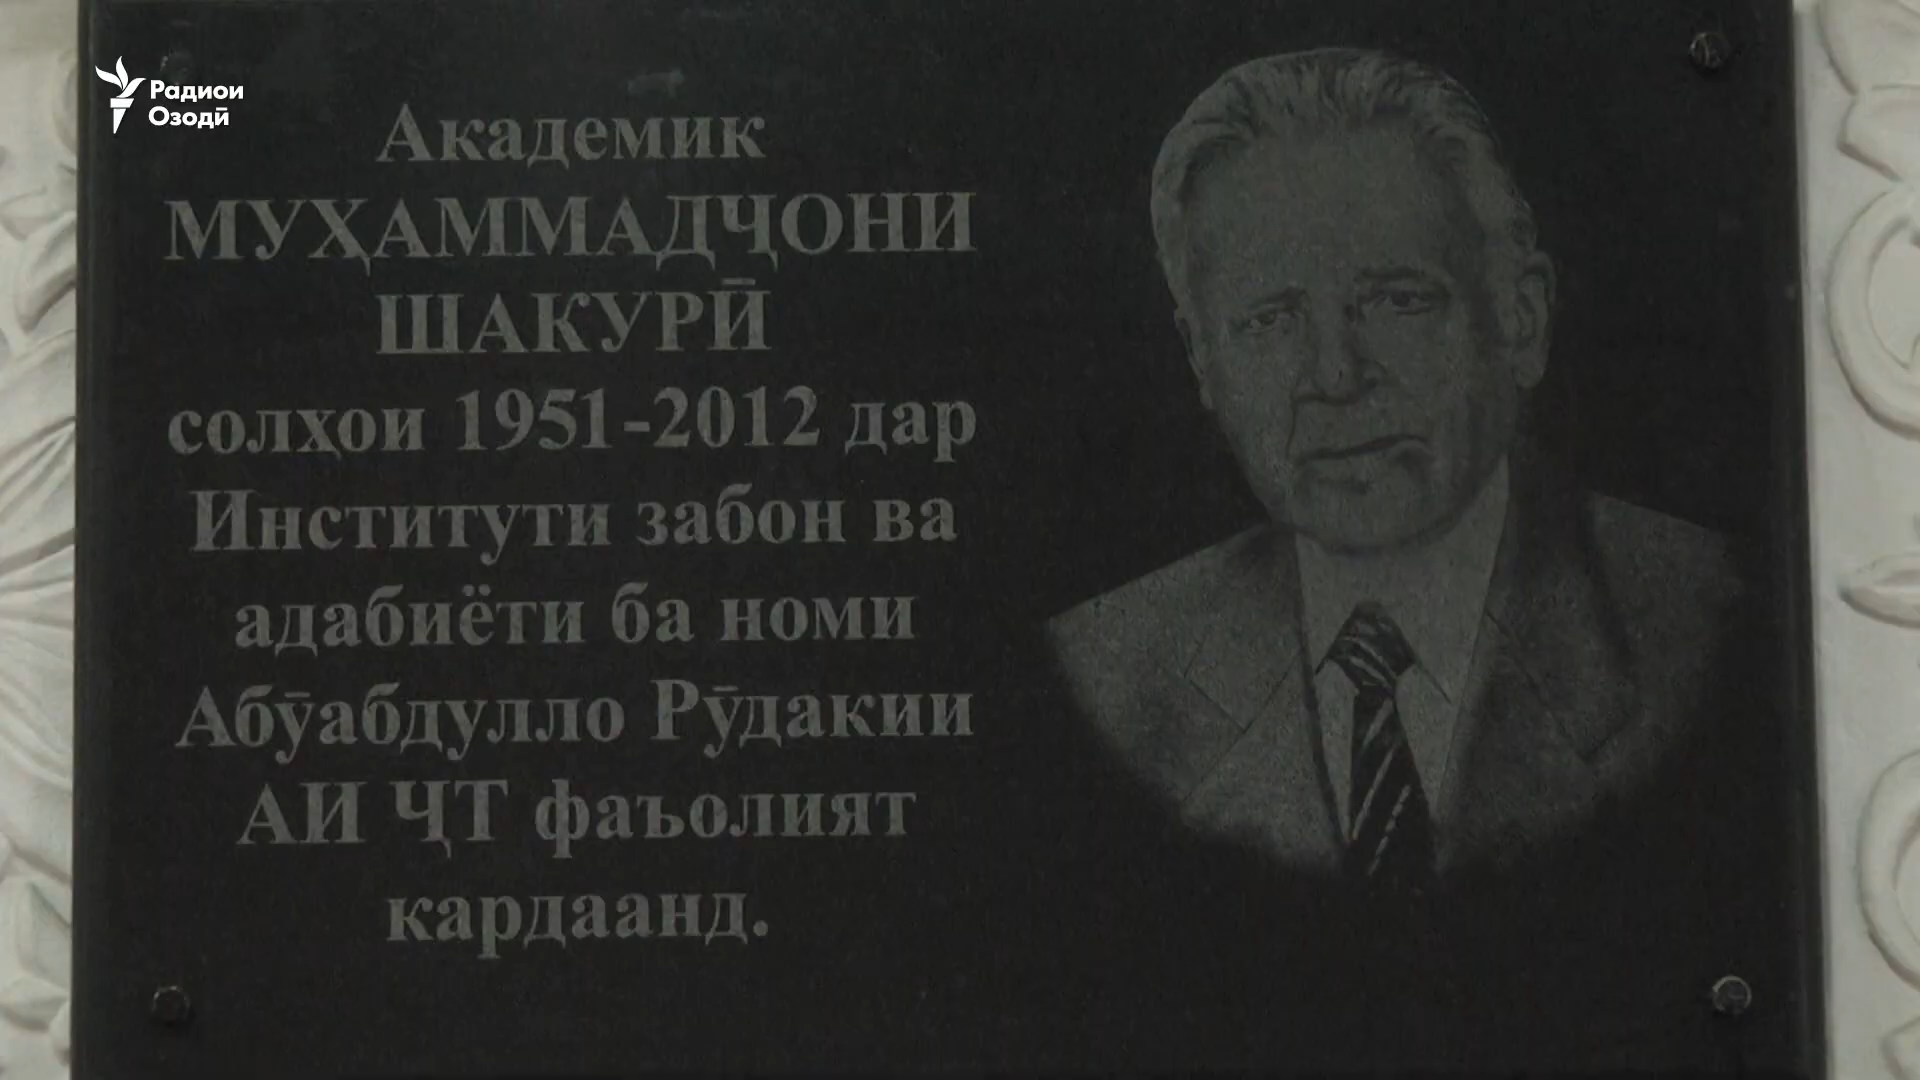 Радиои
Озодӣ
Академик
МУҲАММАДҶОНИ
ШАКУРӢ
солҳои 1951-2012 дар
Институти забон ва
адабиёти ба номи
Абӯабдулло Рӯдакии
АИ ҶТ фаъолият
кардаанд.